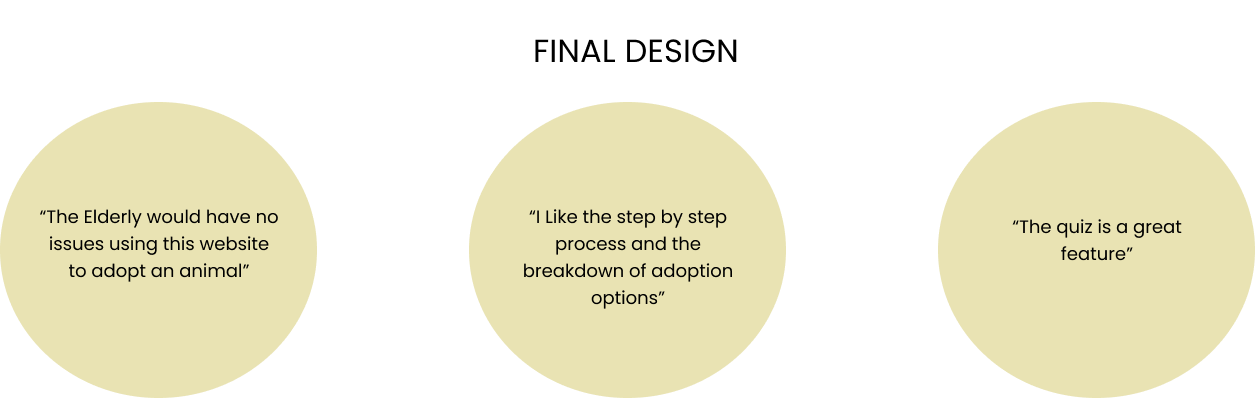 FINAL DESIGN
“The Elderly would have no
issues using this website
to adopt an animal”
“I Like the step by step
process and the
breakdown of adoption
options”
“The quiz is a great
feature”